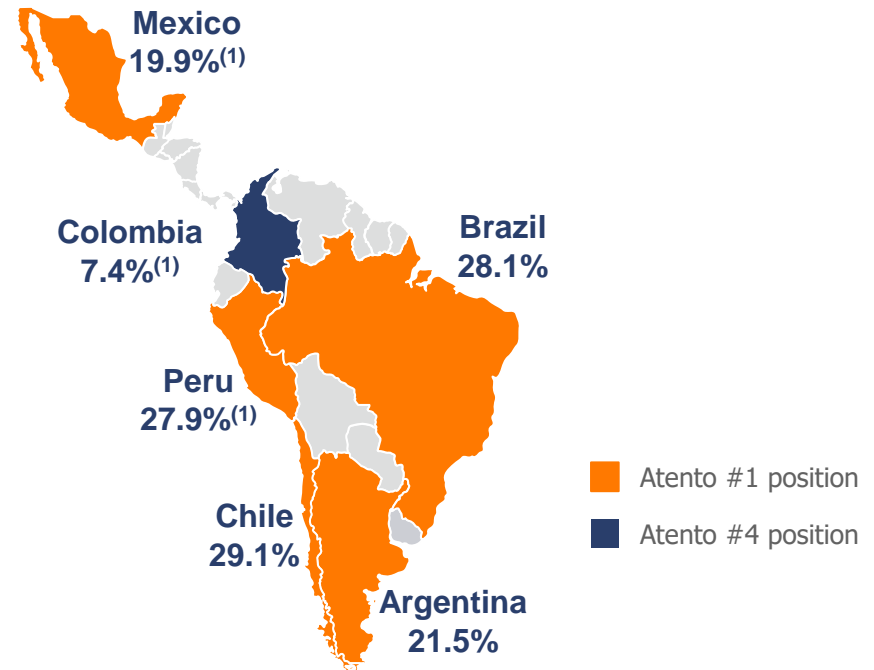 Mexico
19.9%(1)
Colombia
7.4%(1)
Brazil
28.1%
Peru
27.9%(1)
Chile
29.1%
Argentina
21.5%
Atento #1 position
Atento #4 position